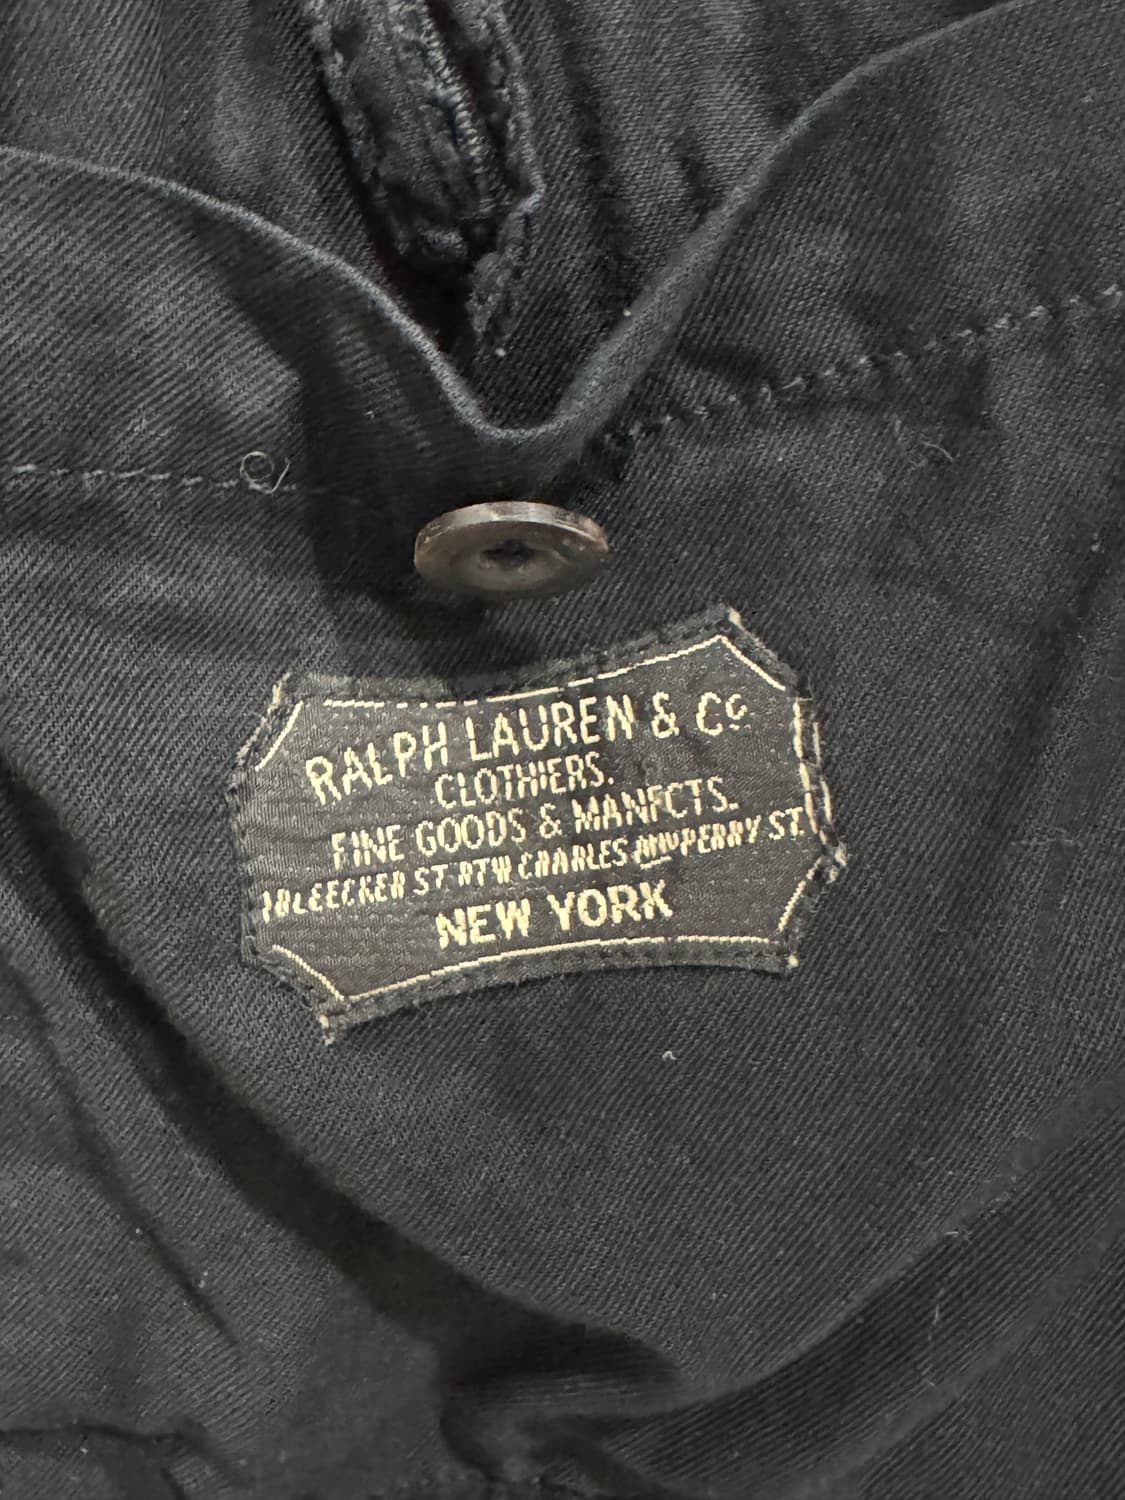 RALPH LAUREN & Co
CLOTHIERS.
FINE GOODS & MANFCTS.
BLEECKER ST. BTW CHARLES AND PERRY ST.
NEW YORK